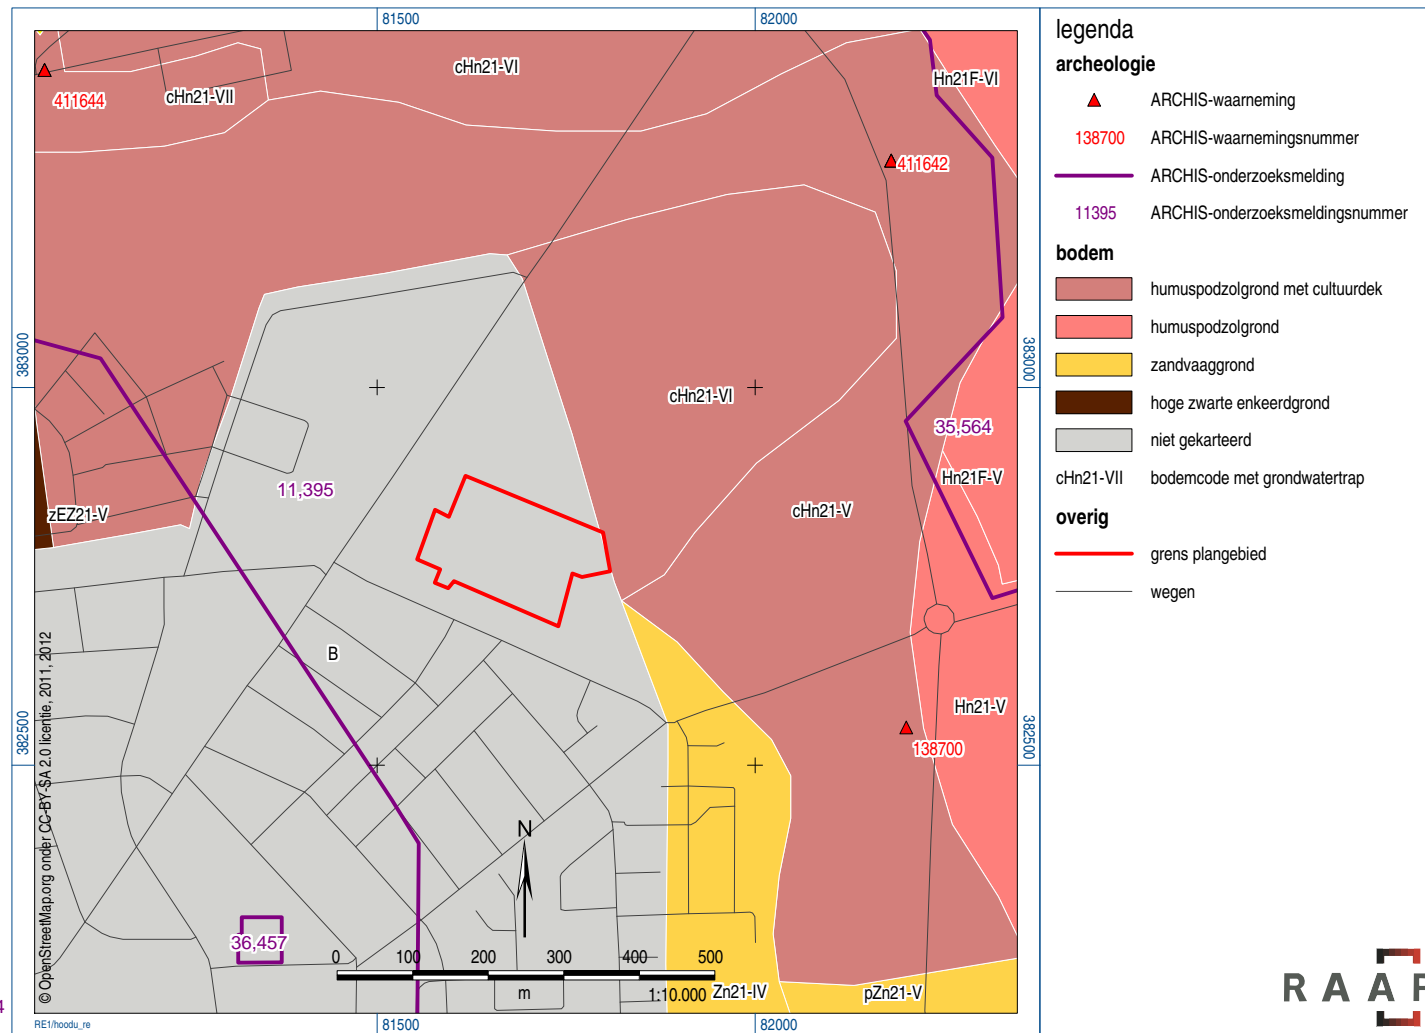 81500
82000
cHn21-VI
cHn21-VII
411644
Hn21F-VI
411642
383000
383000
cHn21-VI
35,564
Hn21F-V
11,395
zEZ21-V
cHn21-V
B
Hn21-V
138700
382500
382500
© OpenStreetMap.org onder CC-BY-SA 2.0 licentie, 2011, 2012
N
36,457
0 100 200 300 400 500
m
1:10.000
Zn21-IV
pZn21-V
4
RE1/hoodu_re
81500
82000
legenda
archeologie
ARCHIS-waarneming
138700 ARCHIS-waarnemingsnummer
ARCHIS-onderzoeksmelding
11395 ARCHIS-onderzoeksmeldingsnummer
bodem
humuspodzolgrond met cultuurdek
humuspodzolgrond
zandvaaggrond
hoge zwarte enkeerdgrond
niet gekarteerd
cHn21-VII bodemcode met grondwatertrap
overig
grens plangebied
wegen